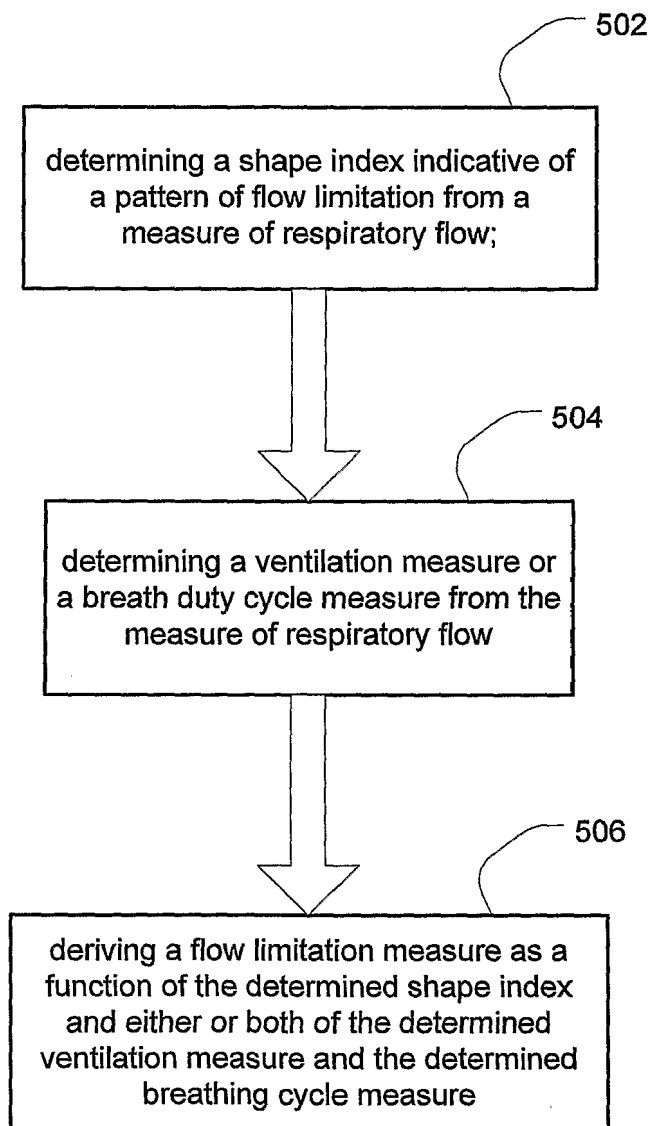 502
determining a shape index indicative of
a pattern of flow limitation from a
measure of respiratory flow;
504
determining a ventilation measure or
a breath duty cycle measure from the
measure of respiratory flow
506
deriving a flow limitation measure as a
function of the determined shape index
and either or both of the determined
ventilation measure and the determined
breathing cycle measure